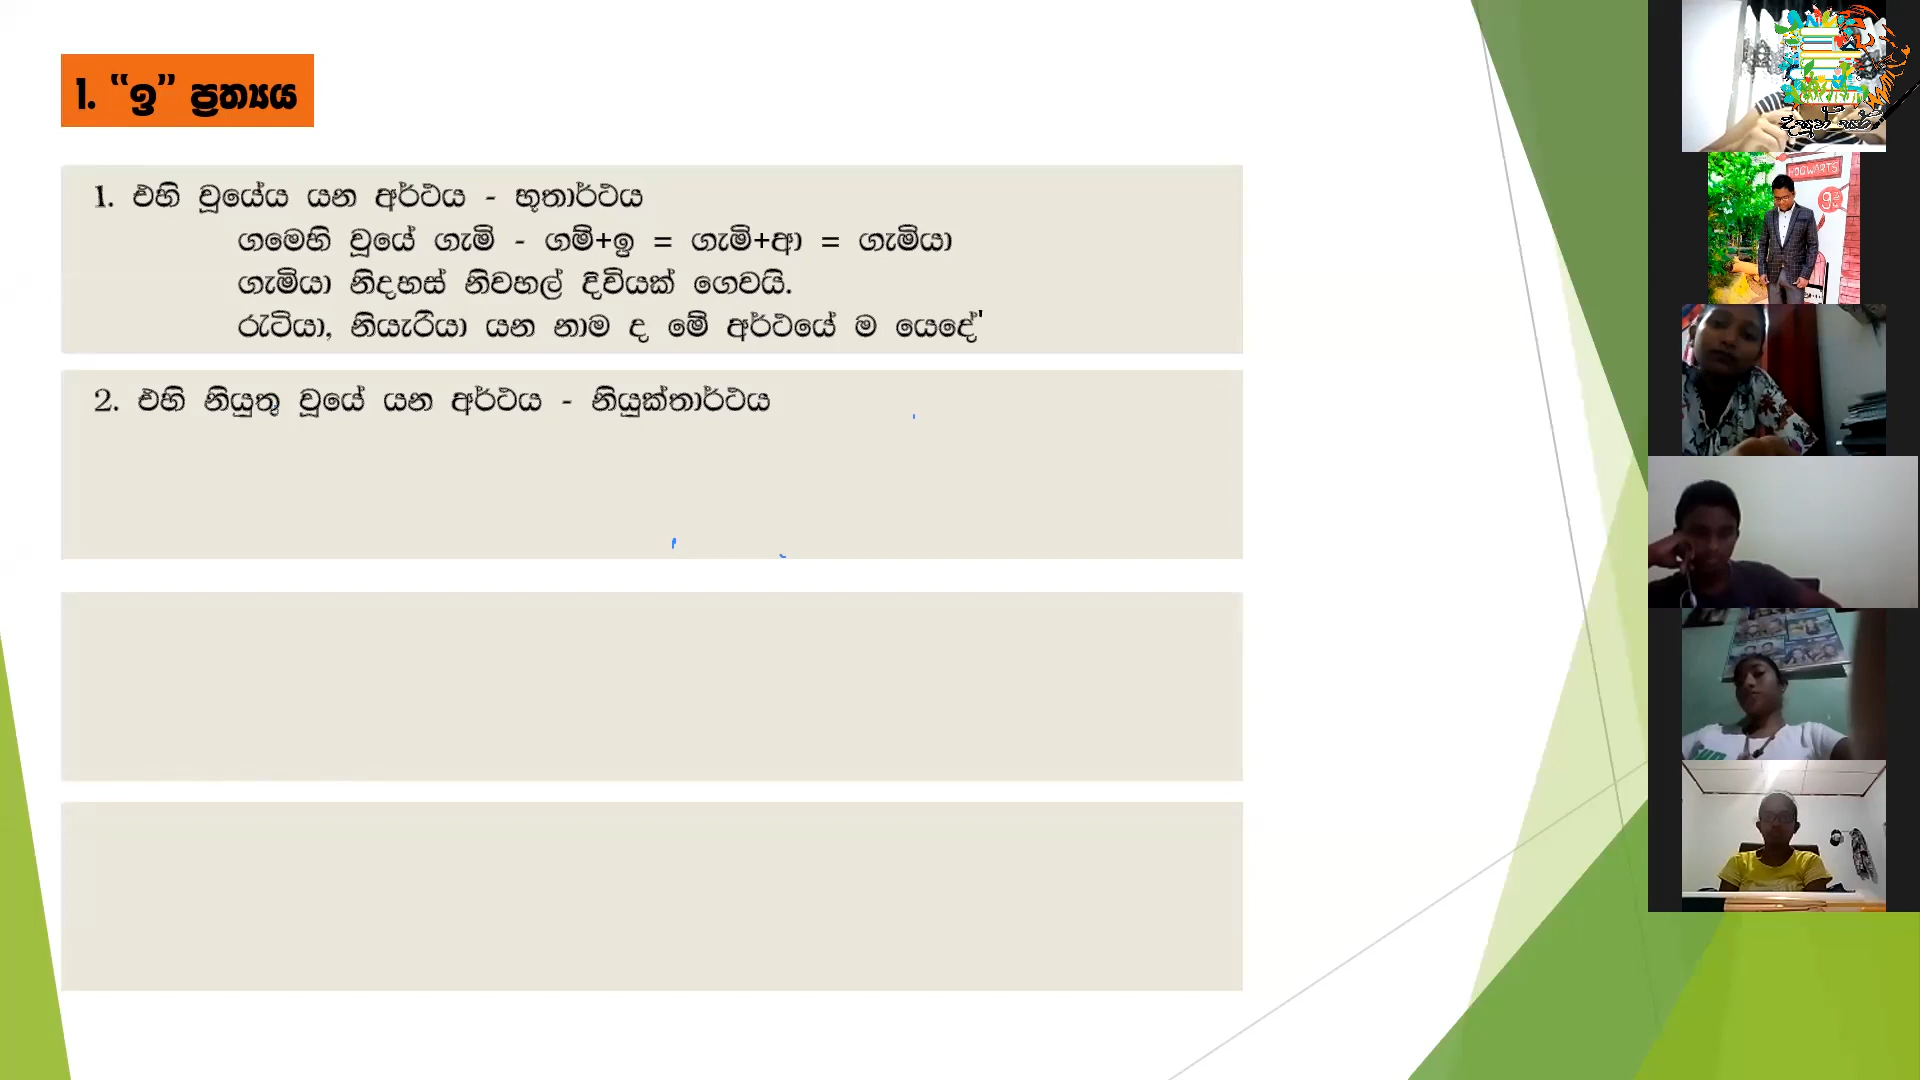 1. “ඉ” ප්‍රත්‍යය
1. එහි වූයේය යන අර්ථය - භූතාර්ථය
ගමෙහි වූයේ ගැමි - ගම්+ඉ = ගැමි+ආ = ගැමියා
ගැමියා නිදහස් නිවහල් දිවියක් ගෙවයි.
රැටියා, නියැරියා යන නාම ද මේ අර්ථයේ ම යෙදේ'
2. එහි නියුතු වූයේ යන අර්ථය - නියුක්තාර්ථය
HOGWARTS